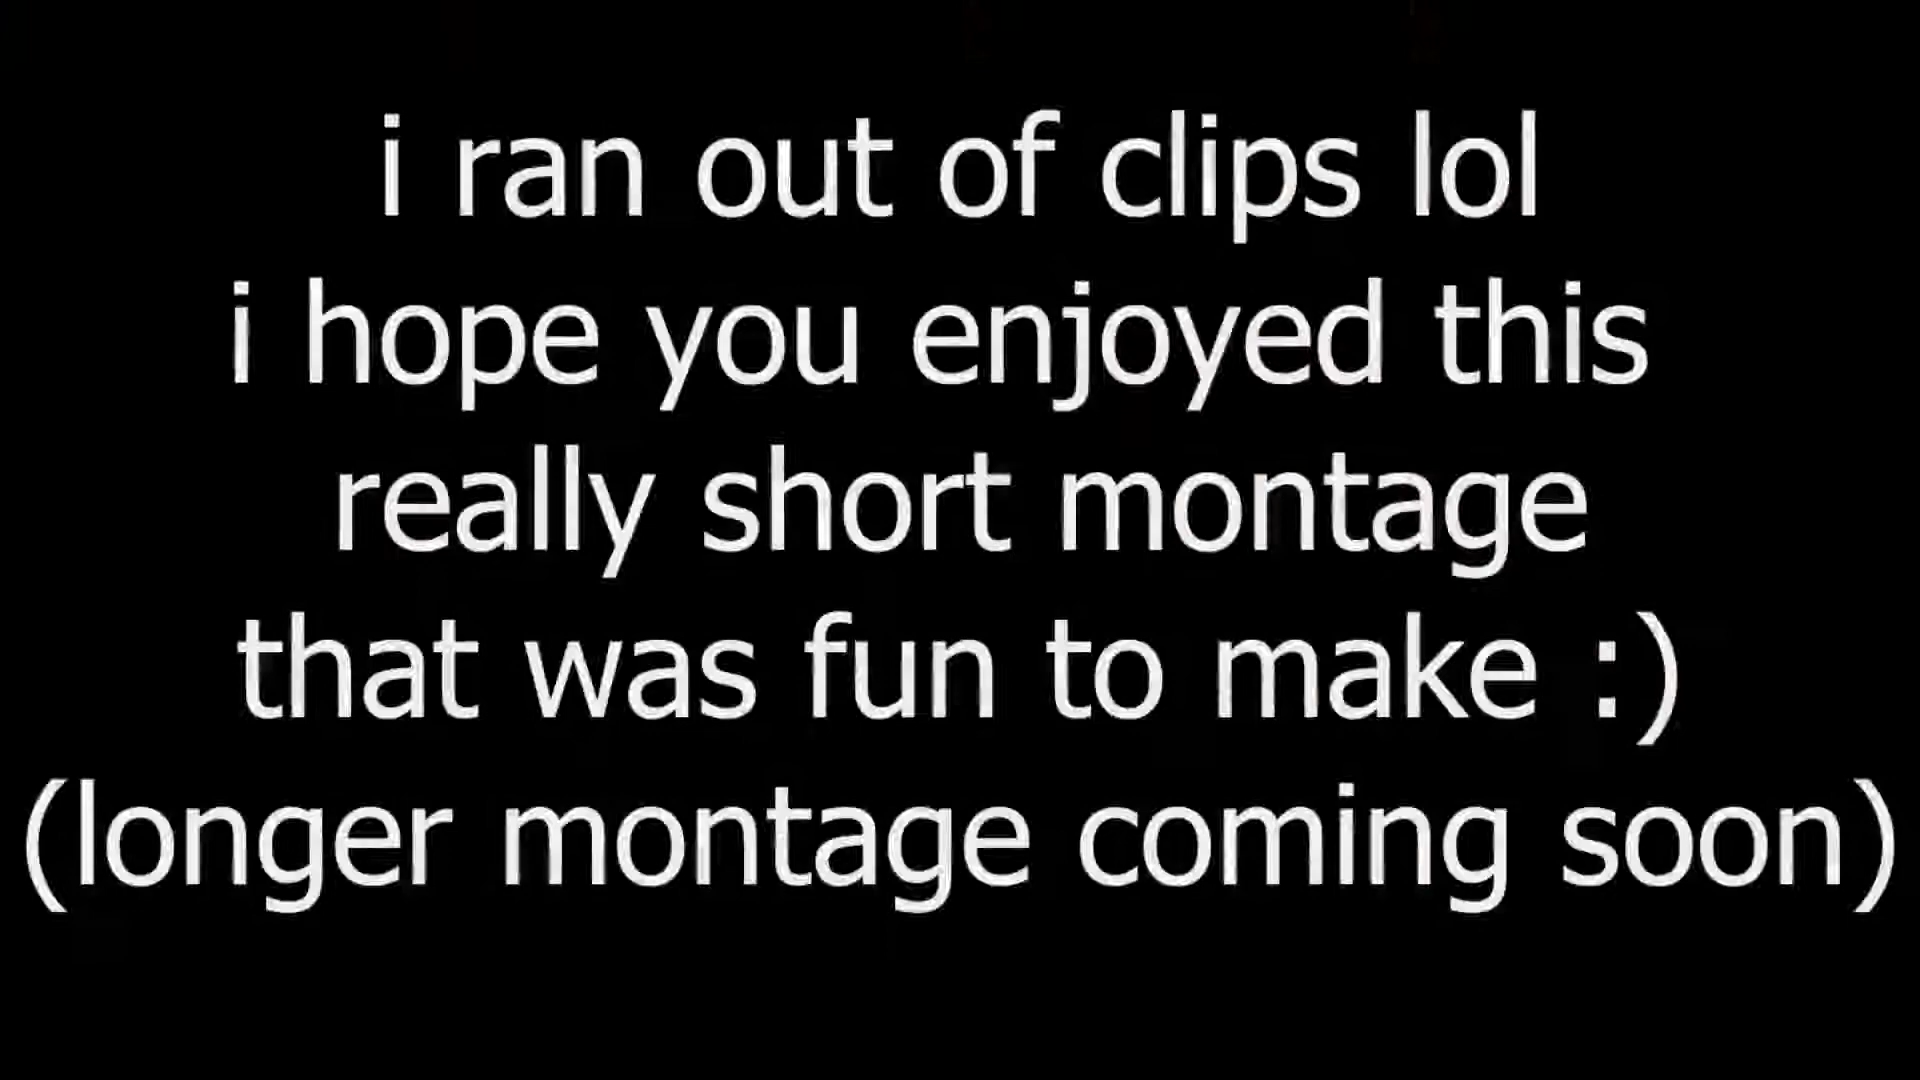 i ran out of clips lol
i hope you enjoyed this
really short montage
that was fun to make :)
(longer montage coming soon)